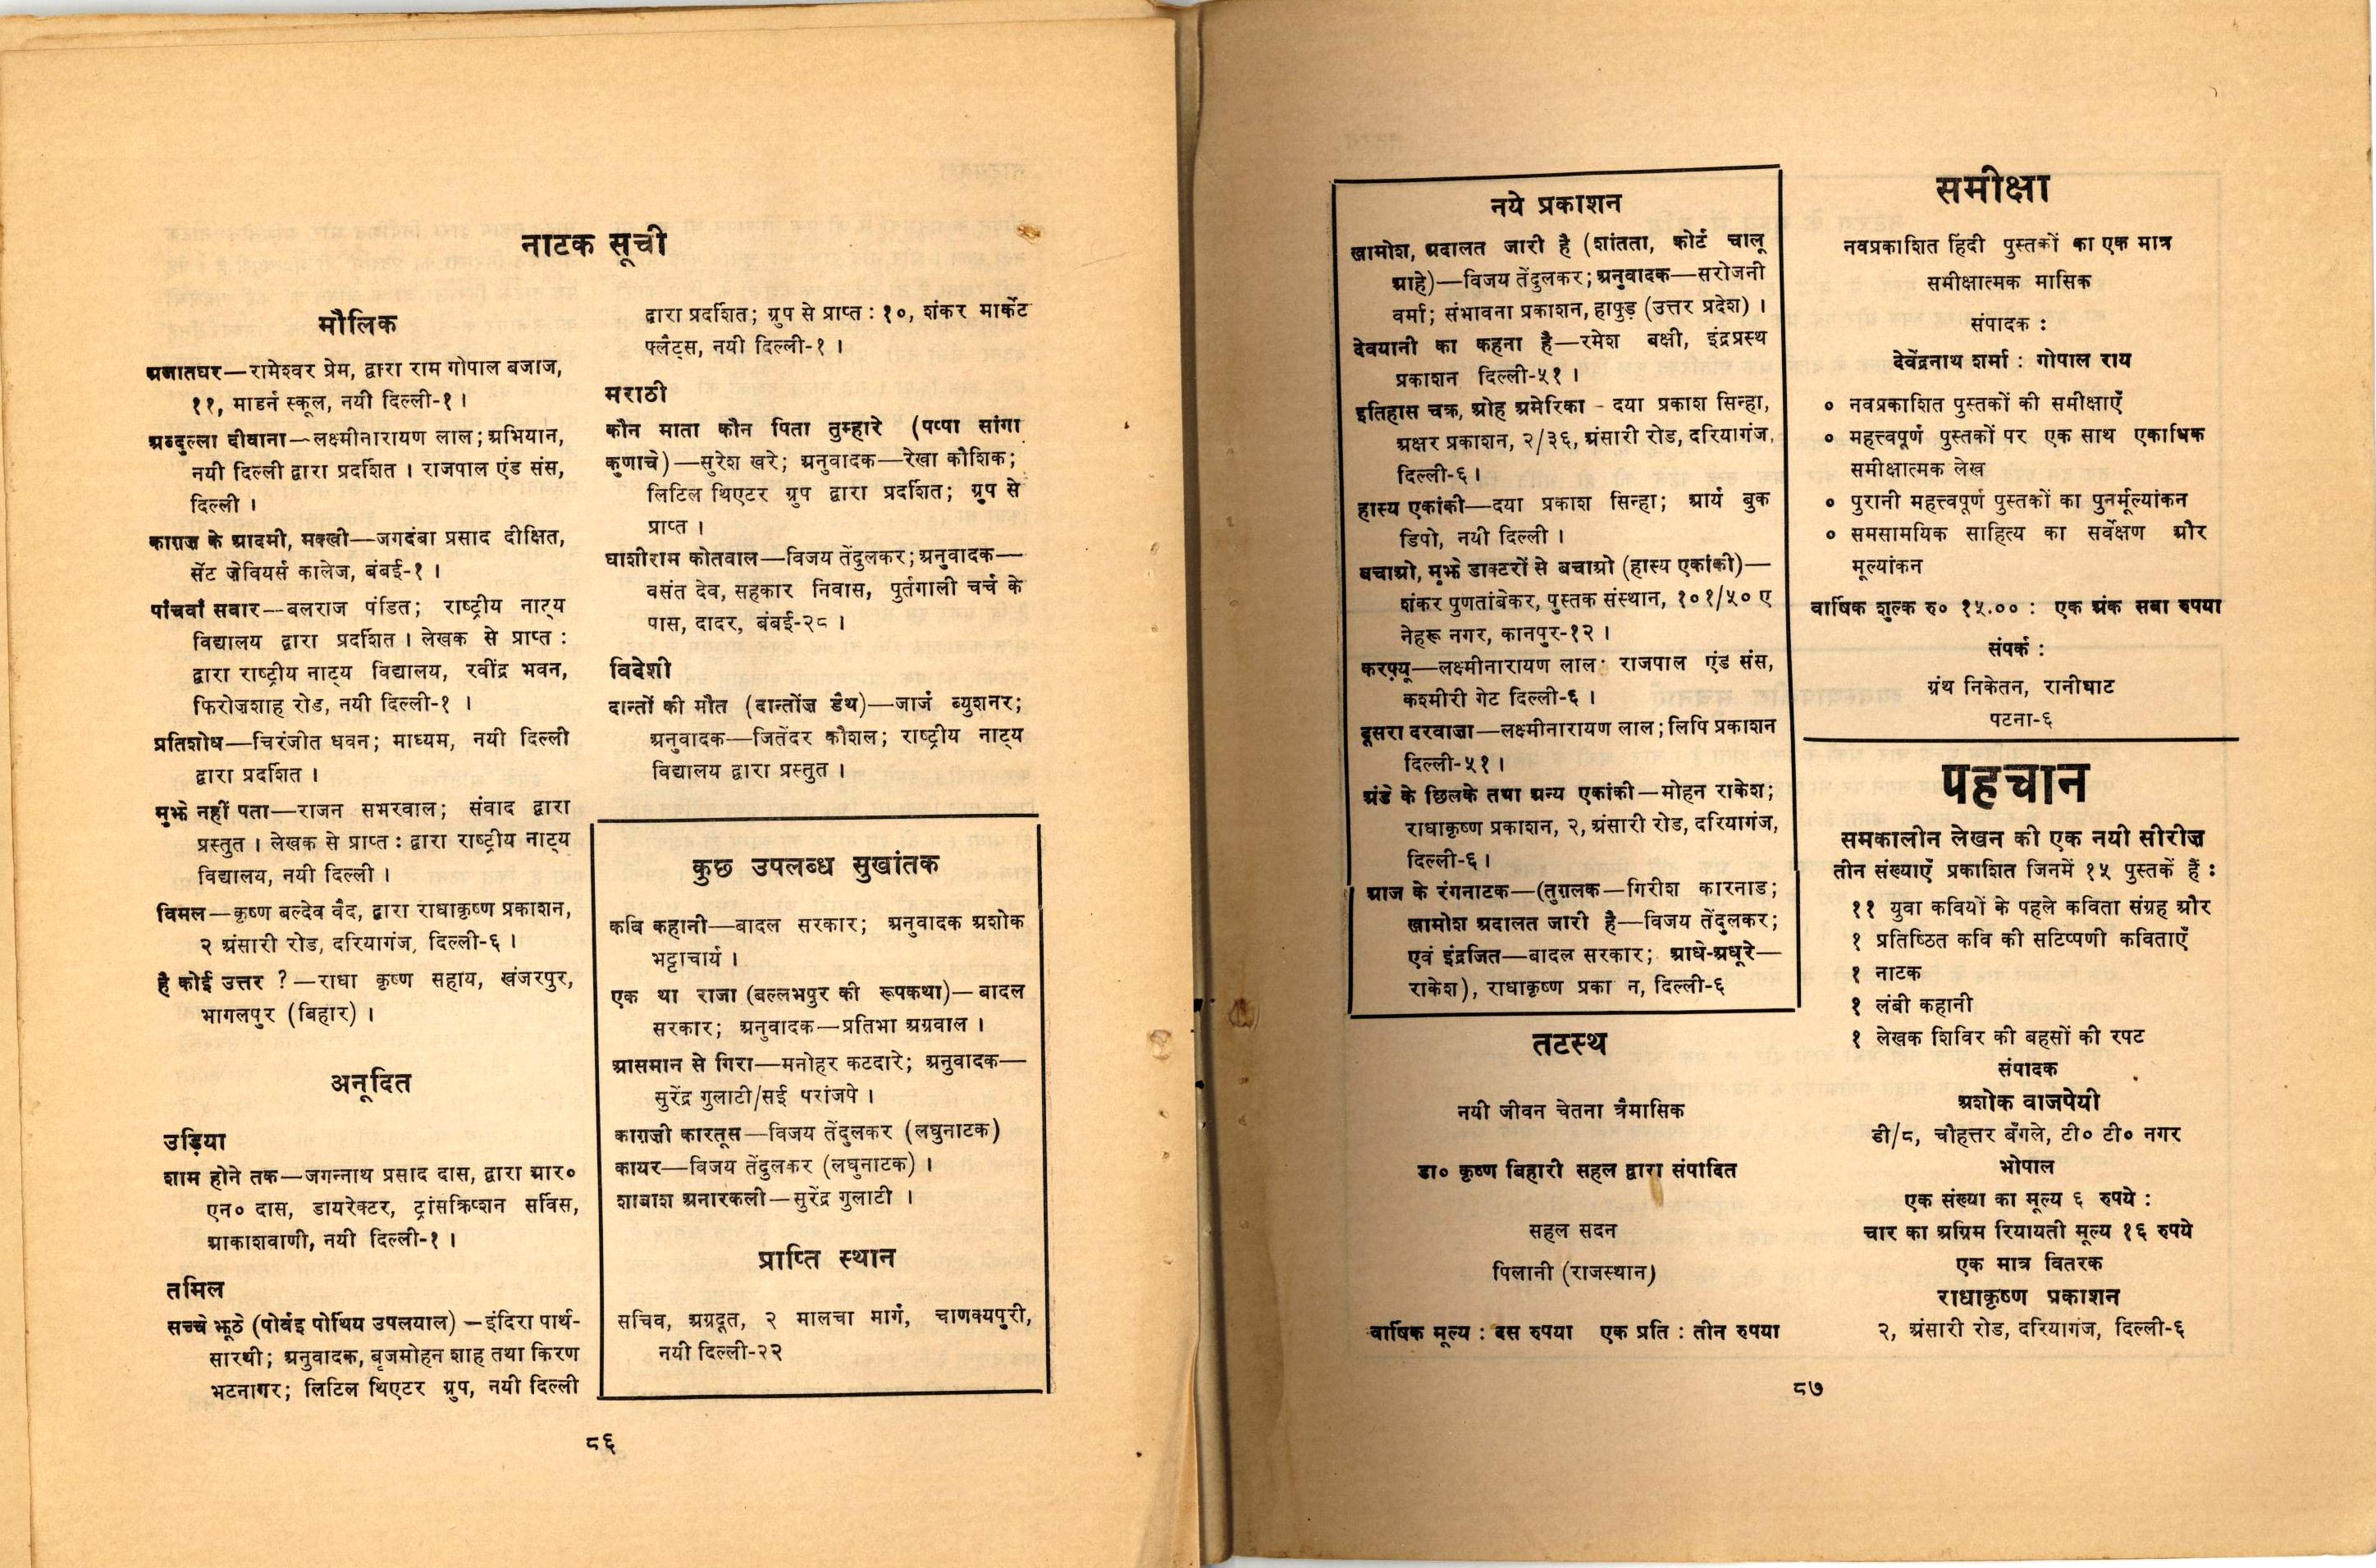 नाटक सूची
मौलिक
अजातघर—रामेश्वर प्रेम, द्वारा राम गोपाल बजाज,
११, माडर्न स्कूल, नयी दिल्ली-१ ।
अब्दुल्ला दीवाना—लक्ष्मीनारायण लाल; अभियान,
नयी दिल्ली द्वारा प्रदर्शित । राजपाल एंड संस,
दिल्ली ।
काग़ज़ के आदमी, मक्खी—जगदंबा प्रसाद दीक्षित,
सेंट ज़ेवियर्स कालेज, बंबई-१ ।
पांचवां सवार—बलराज पंडित; राष्ट्रीय नाट्य
विद्यालय द्वारा प्रदर्शित । लेखक से प्राप्त :
द्वारा राष्ट्रीय नाट्य विद्यालय, रवींद्र भवन,
फिरोज़शाह रोड, नयी दिल्ली-१ ।
प्रतिशोध—चिरंजीत धवन; माध्यम, नयी दिल्ली
द्वारा प्रदर्शित ।
मुझे नहीं पता—राजन सभरवाल; संवाद द्वारा
प्रस्तुत । लेखक से प्राप्त : द्वारा राष्ट्रीय नाट्य
विद्यालय, नयी दिल्ली ।
विमल—कृष्ण बल्देव वैद, द्वारा राधाकृष्ण प्रकाशन,
२ अंसारी रोड, दरियागंज, दिल्ली-६ ।
है कोई उत्तर ?—राधा कृष्ण सहाय, खंजरपुर,
भागलपुर (बिहार) ।
अनूदित
उड़िया
शाम होने तक—जगन्नाथ प्रसाद दास, द्वारा आर०
एन० दास, डायरेक्टर, ट्रांसक्रिप्शन सर्विस,
आकाशवाणी, नयी दिल्ली-१ ।
तमिल
सच्चे झूठे (पोर्वइ पोर्थिय उपलयाल)—इंदिरा पार्थ-
सारथी; अनुवादक, बृजमोहन शाह तथा किरण
भटनागर; लिटिल थिएटर ग्रुप, नयी दिल्ली
द्वारा प्रदर्शित; ग्रुप से प्राप्त : १०, शंकर मार्केट
फ्लैट्स, नयी दिल्ली-१ ।
मराठी
कौन माता कौन पिता तुम्हारे (पप्पा सांगा
कुणाचे)—सुरेश खरे; अनुवादक—रेखा कौशिक;
लिटिल थिएटर ग्रुप द्वारा प्रदर्शित; ग्रुप से
प्राप्त ।
घाशीराम कोतवाल—विजय तेंदुलकर; अनुवादक—
वसंत देव, सहकार निवास, पुर्तगाली चर्च के
पास, दादर, बंबई-२८ ।
विदेशी
दान्तों की मौत (दान्तोंज़ डैथ)—जार्ज ब्युशनर;
अनुवादक—जितेंदर कौशल; राष्ट्रीय नाट्य
विद्यालय द्वारा प्रस्तुत ।
कुछ उपलब्ध सुखांतक
कवि कहानी—बादल सरकार; अनुवादक अशोक
भट्टाचार्य ।
एक था राजा (बल्लभपुर की रूपकथा)—बादल
सरकार; अनुवादक—प्रतिभा अग्रवाल ।
आसमान से गिरा—मनोहर कटदारे; अनुवादक—
सुरेंद्र गुलाटी/सई परांजपे ।
काग़ज़ी कारतूस—विजय तेंदुलकर (लघुनाटक)
कायर—विजय तेंदुलकर (लघुनाटक) ।
शाबाश अनारकली—सुरेंद्र गुलाटी ।
प्राप्ति स्थान
सचिव, अग्रदूत, २ मालचा मार्ग, चाणक्यपुरी,
नयी दिल्ली-२२
८६
नये प्रकाशन
खामोश, अदालत जारी है (शांतता, कोर्ट चालू
आहे)—विजय तेंदुलकर; अनुवादक—सरोजनी
वर्मा; संभावना प्रकाशन, हापुड़ (उत्तर प्रदेश) ।
देवयानी का कहना है—रमेश बक्षी, इंद्रप्रस्थ
प्रकाशन दिल्ली-५१ ।
इतिहास चक्र, ओह अमेरिका - दया प्रकाश सिन्हा,
अक्षर प्रकाशन, २/३६, अंसारी रोड, दरियागंज,
दिल्ली-६ ।
हास्य एकांकी—दया प्रकाश सिन्हा; आर्य बुक
डिपो, नयी दिल्ली ।
बचाओ, मुझे डाक्टरों से बचाओ (हास्य एकांकी)—
शंकर पुणतांबेकर, पुस्तक संस्थान, १०१/५० ए
नेहरू नगर, कानपुर-१२ ।
करफ़्यू—लक्ष्मीनारायण लाल; राजपाल एंड संस,
कश्मीरी गेट दिल्ली-६ ।
दूसरा दरवाज़ा—लक्ष्मीनारायण लाल; लिपि प्रकाशन
दिल्ली-५१ ।
अंडे के छिलके तथा अन्य एकांकी—मोहन राकेश;
राधाकृष्ण प्रकाशन, २, अंसारी रोड, दरियागंज,
दिल्ली-६ ।
आज के रंगनाटक—(तुग़लक—गिरीश कारनाड;
खामोश अदालत जारी है—विजय तेंदुलकर;
एवं इंद्रजित—बादल सरकार; आधे-अधूरे—
राकेश), राधाकृष्ण प्रका न, दिल्ली-६
तटस्थ
नयी जीवन चेतना त्रैमासिक
डा० कृष्ण बिहारी सहल द्वारा संपादित
सहल सदन
पिलानी (राजस्थान)
वार्षिक मूल्य : दस रुपया एक प्रति : तीन रुपया
समीक्षा
नवप्रकाशित हिंदी पुस्तकों का एक मात्र
समीक्षात्मक मासिक
संपादक :
देवेंद्रनाथ शर्मा : गोपाल राय
० नवप्रकाशित पुस्तकों की समीक्षाएँ
० महत्त्वपूर्ण पुस्तकों पर एक साथ एकाधिक
समीक्षात्मक लेख
० पुरानी महत्त्वपूर्ण पुस्तकों का पुनर्मूल्यांकन
० समसामयिक साहित्य का सर्वेक्षण और
मूल्यांकन
वार्षिक शुल्क रु० १५.०० : एक अंक सवा रुपया
संपर्क :
ग्रंथ निकेतन, रानीघाट
पटना-६
पहचान
समकालीन लेखन की एक नयी सीरीज़
तीन संख्याएँ प्रकाशित जिनमें १५ पुस्तकें हैं :
११ युवा कवियों के पहले कविता संग्रह और
१ प्रतिष्ठित कवि की सटिप्पणी कविताएँ
१ नाटक
१ लंबी कहानी
१ लेखक शिविर की बहसों की रपट
संपादक
अशोक वाजपेयी
डी/८, चौहत्तर बँगले, टी० टी० नगर
भोपाल
एक संख्या का मूल्य ६ रुपये :
चार का अग्रिम रियायती मूल्य १६ रुपये
एक मात्र वितरक
राधाकृष्ण प्रकाशन
२, अंसारी रोड, दरियागंज, दिल्ली-६
८७